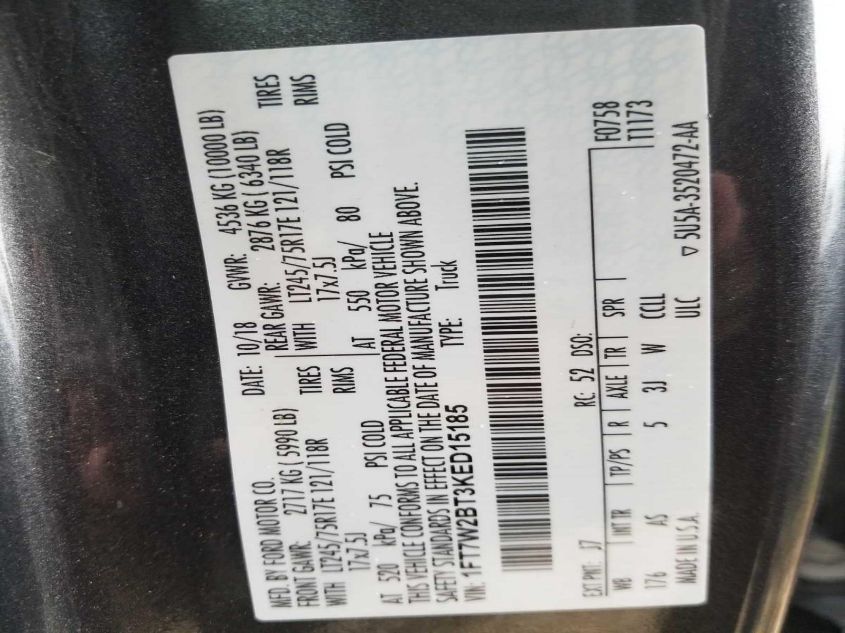 MFD. BY FORD MOTOR CO.
DATE: 10/18 GVWR: 4536 KG (10000 LB)
FRONT GAWR: 2717 KG ( 5990 LB) REAR GAWR: 2876 KG ( 6340 LB)
WITH LT245/75R17E 121/118R TIRES WITH LT245/75R17E 121/118R TIRES
17x7.5J RIMS 17x7.5J RIMS
AT 520 kPa/ 75 PSI COLD AT 550 kPa/ 80 PSI COLD
THIS VEHICLE CONFORMS TO ALL APPLICABLE FEDERAL MOTOR VEHICLE
SAFETY STANDARDS IN EFFECT ON THE DATE OF MANUFACTURE SHOWN ABOVE.
VIN: 1FT7W2BT3KED15185 TYPE: Truck
EXT PNT: J7 RC: 52 DSO: F0758
WB INT TR TP/PS R AXLE TR SPR T1173
176 AS 5 3J W CCLL
MADE IN U.S.A. ULC ▽ 5U5A-3520472-AA